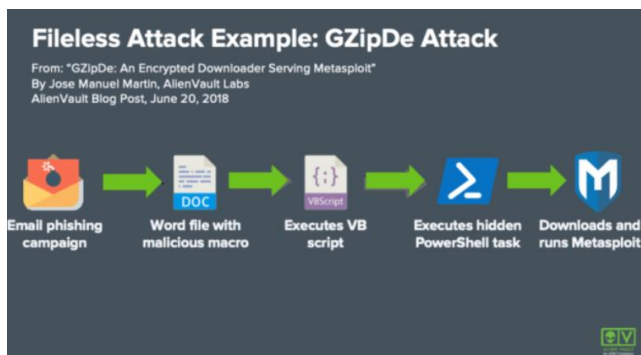 Fileless Attack Example: GZipDe Attack
From: "GZipDe: An Encrypted Downloader Serving Metasploit"
By Jose Manuel Martin, AlienVault Labs
AlienVault Blog Post, June 20, 2018
DOC
{;}
VBScript
M
Email phishing
campaign
Word file with
malicious macro
Executes VB
script
Executes hidden
PowerShell task
Downloads and
runs Metasploit